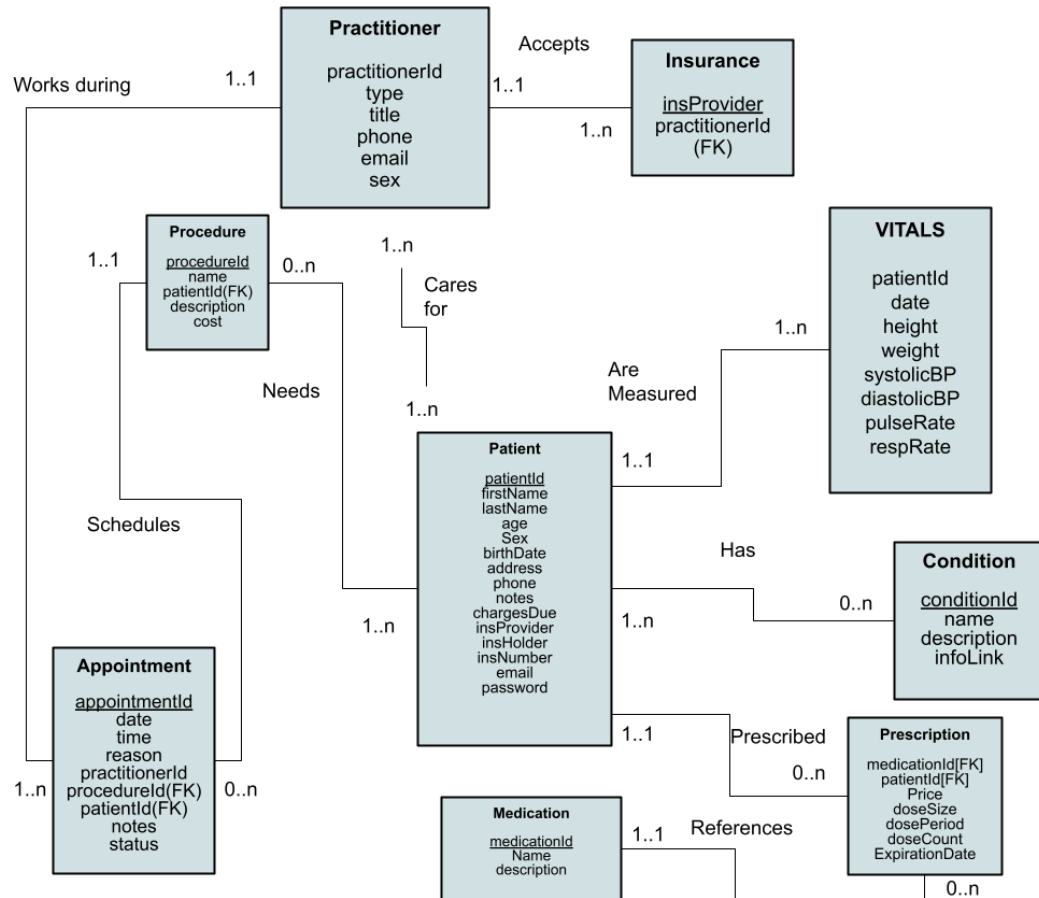 Practitioner
practitionerId
type
title
phone
email
sex
Accepts
1..1
1..n
Insurance
insProvider
practitionerId
(FK)
Works during
1..1
Procedure
procedureId
name
patientId(FK)
description
cost
1..1
0..n
1..n
Cares
for
1..n
VITALS
patientId
date
height
weight
systolicBP
diastolicBP
pulseRate
respRate
1..n
Are
Measured
1..1
Needs
1..n
Patient
patientId
firstName
lastName
age
Sex
birthDate
address
phone
notes
chargesDue
insProvider
insHolder
insNumber
email
password
Schedules
Has
1..n
0..n
Condition
conditionId
name
description
infoLink
Appointment
appointmentId
date
time
reason
practitionerId
procedureId(FK)
patientId(FK)
notes
status
1..n
0..n
1..1
Prescribed
0..n
Prescription
medicationId[FK]
patientId[FK]
Price
doseSize
dosePeriod
doseCount
ExpirationDate
0..n
Medication
medicationId
Name
description
1..1
References